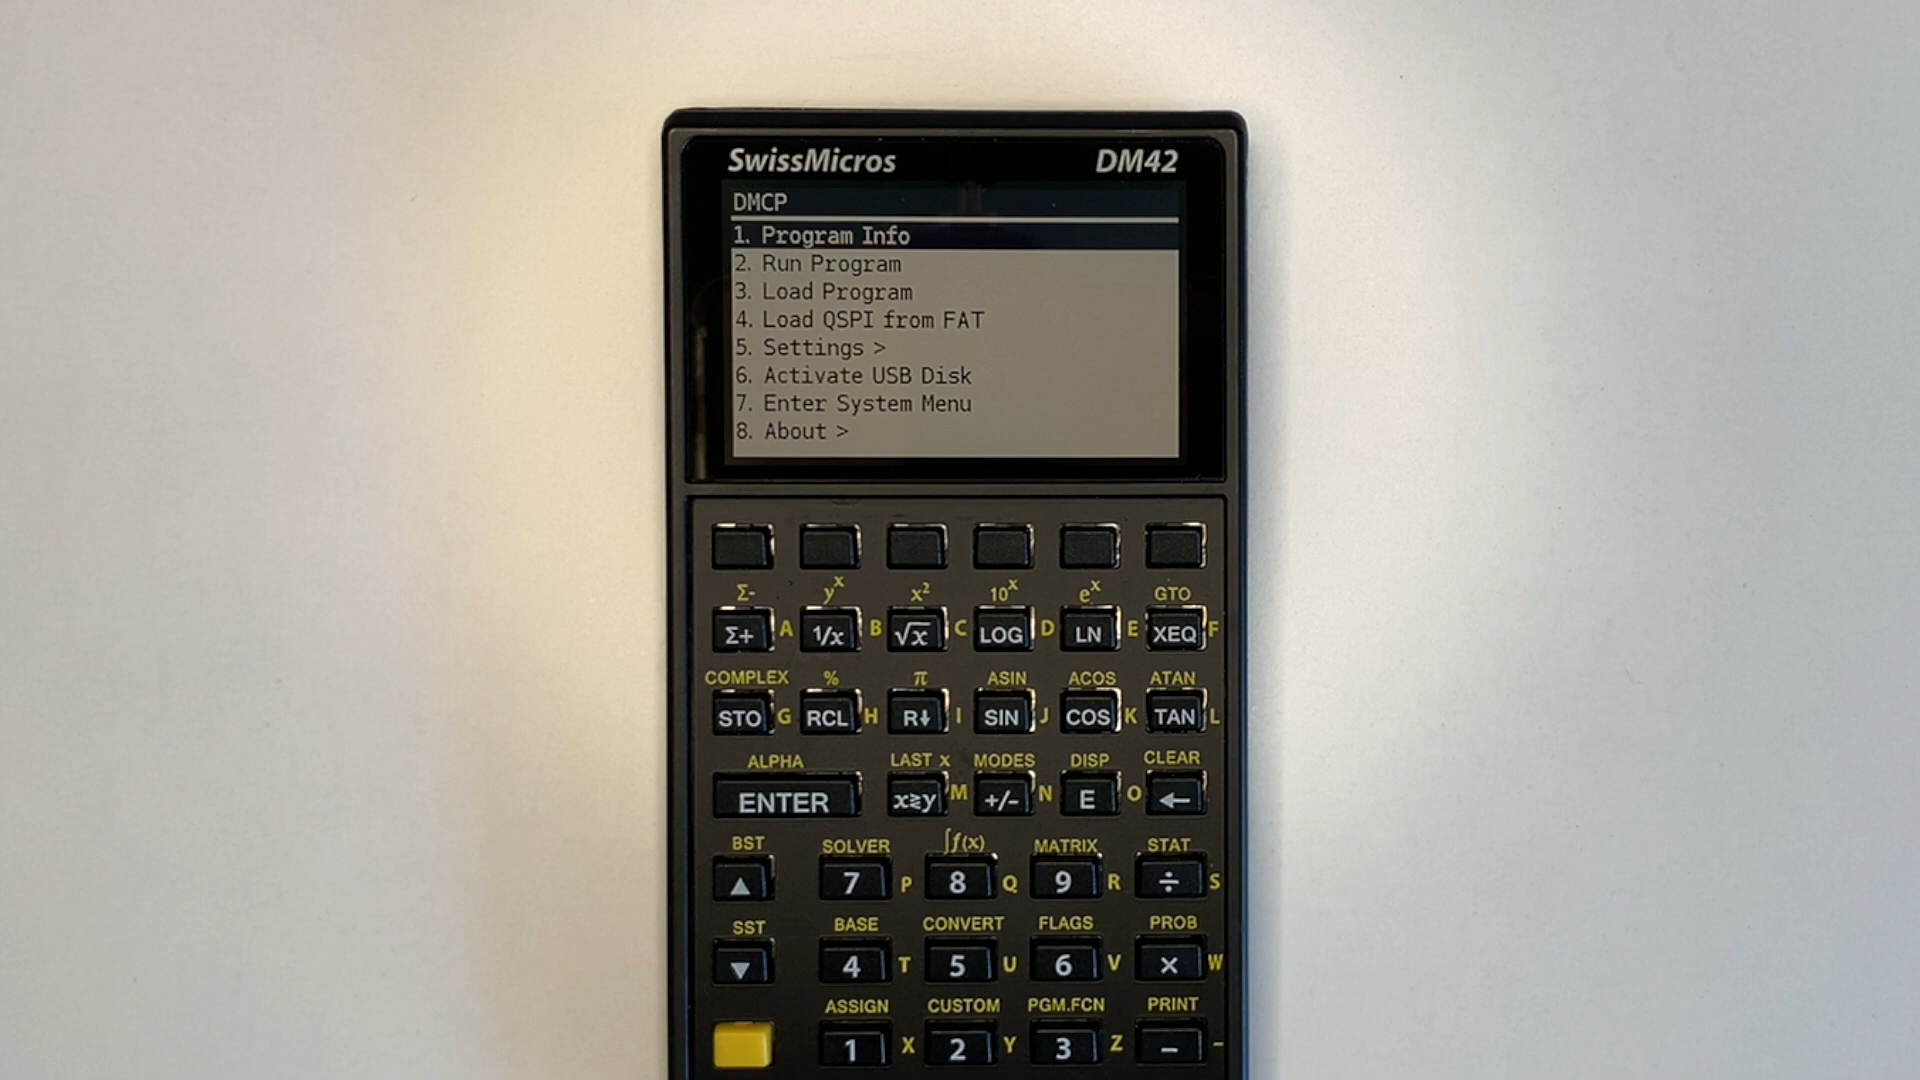 SwissMicros DM42
DMCP
1. Program Info
2. Run Program
3. Load Program
4. Load QSPI from FAT
5. Settings >
6. Activate USB Disk
7. Enter System Menu
8. About >
Σ- yˣ x² 10ˣ eˣ GTO
Σ+ A 1/x B √x C LOG D LN E XEQ F
COMPLEX % π ASIN ACOS ATAN
STO G RCL H R↓ I SIN J COS K TAN L
ALPHA LAST x MODES DISP CLEAR
ENTER x≷y M +/- N E O ←
BST SOLVER ∫f(x) MATRIX STAT
▲ 7 P 8 Q 9 R ÷ S
SST BASE CONVERT FLAGS PROB
▼ 4 T 5 U 6 V × W
ASSIGN CUSTOM PGM.FCN PRINT
1 X 2 Y 3 Z − -